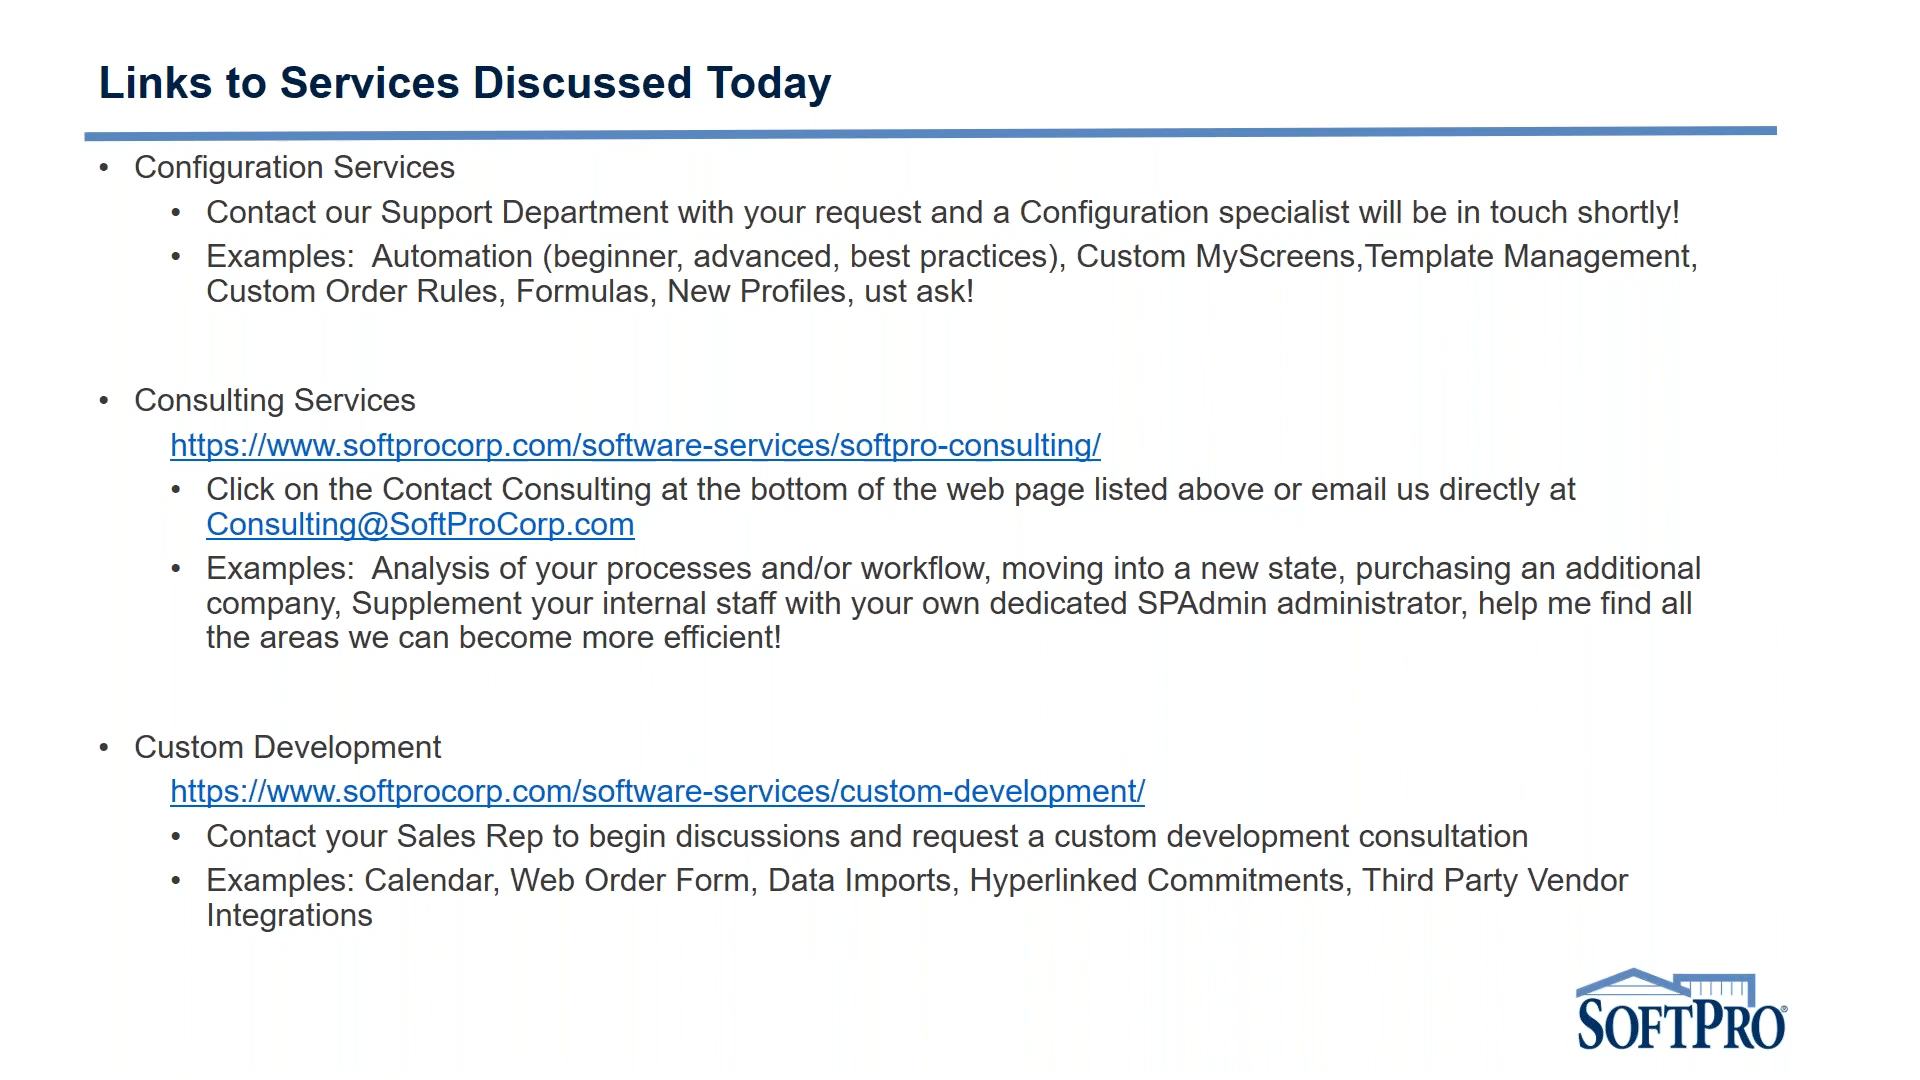 Links to Services Discussed Today
• Configuration Services
• Contact our Support Department with your request and a Configuration specialist will be in touch shortly!
• Examples:  Automation (beginner, advanced, best practices), Custom MyScreens,Template Management,
Custom Order Rules, Formulas, New Profiles, ust ask!
• Consulting Services
https://www.softprocorp.com/software-services/softpro-consulting/
• Click on the Contact Consulting at the bottom of the web page listed above or email us directly at
Consulting@SoftProCorp.com
• Examples:  Analysis of your processes and/or workflow, moving into a new state, purchasing an additional
company, Supplement your internal staff with your own dedicated SPAdmin administrator, help me find all
the areas we can become more efficient!
• Custom Development
https://www.softprocorp.com/software-services/custom-development/
• Contact your Sales Rep to begin discussions and request a custom development consultation
• Examples: Calendar, Web Order Form, Data Imports, Hyperlinked Commitments, Third Party Vendor
Integrations
SOFTPRO®